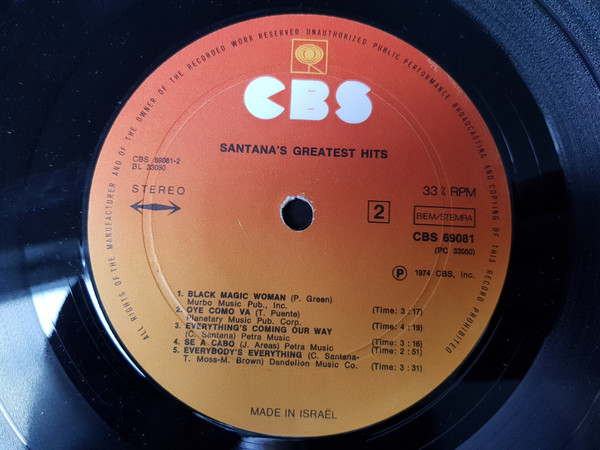 ALL RIGHTS OF THE MANUFACTURER AND OF THE OWNER OF THE RECORDED WORK RESERVED UNAUTHORIZED PUBLIC PERFORMANCE BROADCASTING AND COPYING OF THIS RECORD PROHIBITED
CBS
SANTANA'S GREATEST HITS
CBS 69081-2
BL 33050
STEREO
33⅓ RPM
2
BIEM/STEMRA
CBS 69081
(PC 33050)
Ⓟ 1974 CBS, Inc.
1. BLACK MAGIC WOMAN (P. Green)
Murbo Music Pub., Inc. (Time: 3 : 17)
2. OYE COMO VA (T. Puente)
Planetary Music Pub. Corp. (Time: 4 : 19)
3. EVERYTHING'S COMING OUR WAY
(C. Santana) Petra Music (Time: 3 : 16)
4. SE A CABO (J. Areas) Petra Music (Time: 2 : 51)
5. EVERYBODY'S EVERYTHING (C. Santana-
T. Moss-M. Brown) Dandelion Music Co. (Time: 3 : 31)
MADE IN ISRAËL